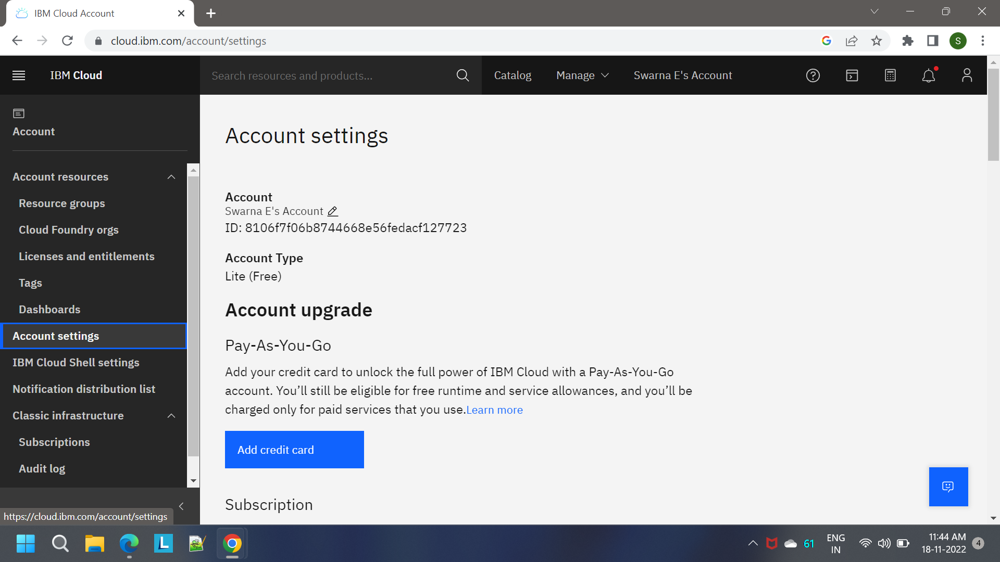 IBM Cloud Account
cloud.ibm.com/account/settings
S
IBM Cloud
Search resources and products...
Catalog
Manage
Swarna E's Account
Account
Account resources
Resource groups
Cloud Foundry orgs
Licenses and entitlements
Tags
Dashboards
Account settings
IBM Cloud Shell settings
Notification distribution list
Classic infrastructure
Subscriptions
Audit log
https://cloud.ibm.com/account/settings
Account settings
Account
Swarna E's Account
ID: 8106f7f06b8744668e56fedacf127723
Account Type
Lite (Free)
Account upgrade
Pay-As-You-Go
Add your credit card to unlock the full power of IBM Cloud with a Pay-As-You-Go
account. You’ll still be eligible for free runtime and service allowances, and you’ll be
charged only for paid services that you use.Learn more
Add credit card
Subscription
L
61
ENG
IN
11:44 AM
18-11-2022
4